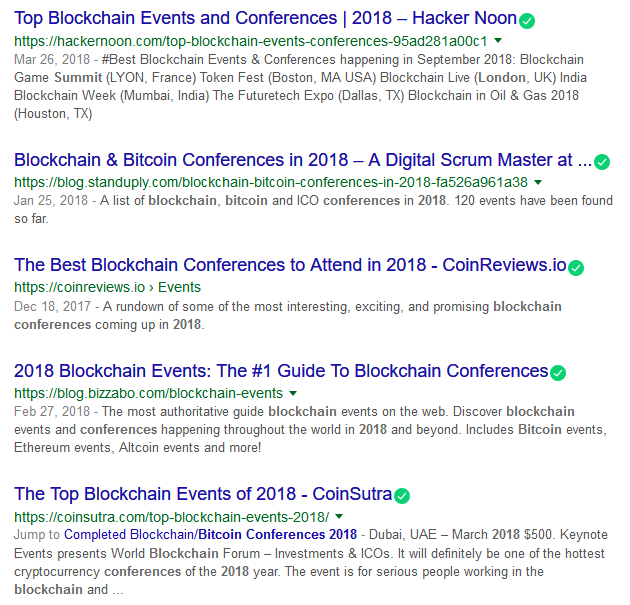 Top Blockchain Events and Conferences | 2018 – Hacker Noon
https://hackernoon.com/top-blockchain-events-conferences-95ad281a00c1
Mar 26, 2018 - #Best Blockchain Events & Conferences happening in September 2018: Blockchain
Game Summit (LYON, France) Token Fest (Boston, MA USA) Blockchain Live (London, UK) India
Blockchain Week (Mumbai, India) The Futuretech Expo (Dallas, TX) Blockchain in Oil & Gas 2018
(Houston, TX)
Blockchain & Bitcoin Conferences in 2018 – A Digital Scrum Master at ...
https://blog.standuply.com/blockchain-bitcoin-conferences-in-2018-fa526a961a38
Jan 25, 2018 - A list of blockchain, bitcoin and ICO conferences in 2018. 120 events have been found
so far.
The Best Blockchain Conferences to Attend in 2018 - CoinReviews.io
https://coinreviews.io › Events
Dec 18, 2017 - A rundown of some of the most interesting, exciting, and promising blockchain
conferences coming up in 2018.
2018 Blockchain Events: The #1 Guide To Blockchain Conferences
https://blog.bizzabo.com/blockchain-events
Feb 27, 2018 - The most authoritative guide blockchain events on the web. Discover blockchain
events and conferences happening throughout the world in 2018 and beyond. Includes Bitcoin events,
Ethereum events, Altcoin events and more!
The Top Blockchain Events of 2018 - CoinSutra
https://coinsutra.com/top-blockchain-events-2018/
Jump to Completed Blockchain/Bitcoin Conferences 2018 - Dubai, UAE – March 2018 $500. Keynote
Events presents World Blockchain Forum – Investments & ICOs. It will definitely be one of the hottest
cryptocurrency conferences of the 2018 year. The event is for serious people working in the
blockchain and ...